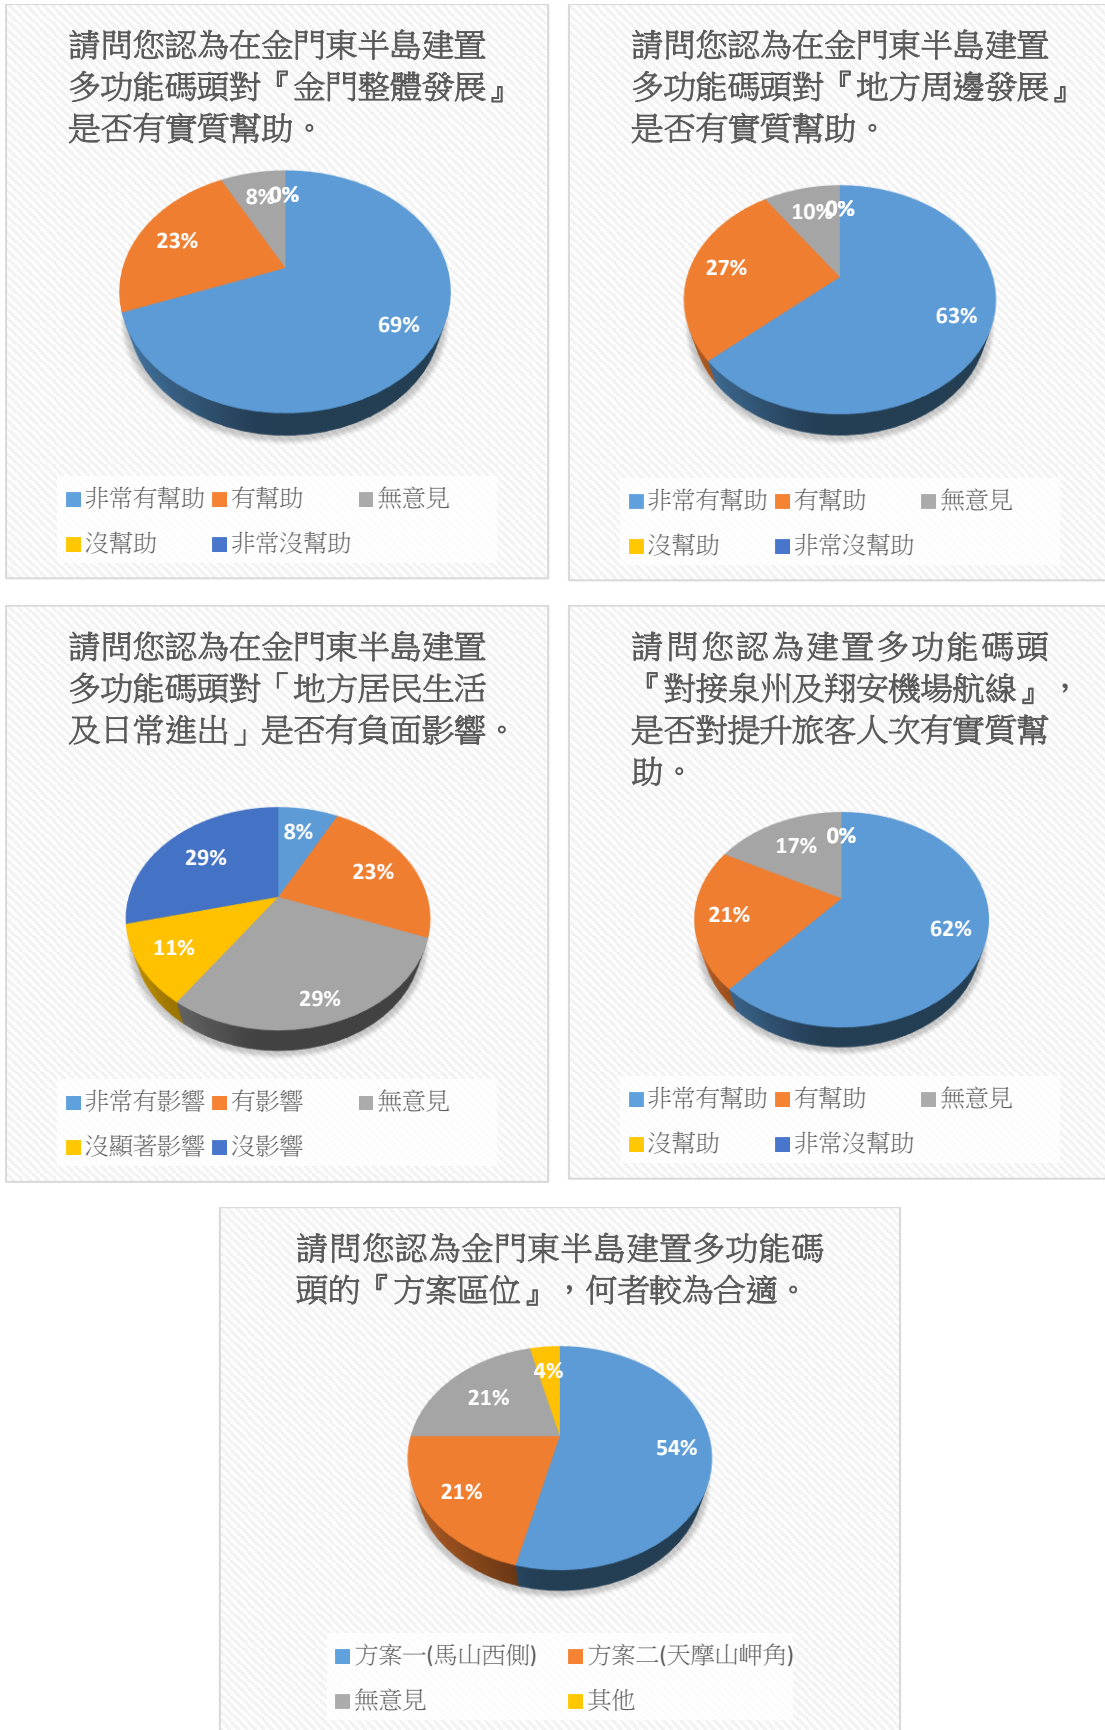 請問您認為在金門東半島建置
多功能碼頭對『金門整體發展』
是否有實質幫助。
8%
0%
23%
69%
非常有幫助 有幫助 無意見
沒幫助 非常沒幫助
請問您認為在金門東半島建置
多功能碼頭對『地方周邊發展』
是否有實質幫助。
10%
0%
27%
63%
非常有幫助 有幫助 無意見
沒幫助 非常沒幫助
請問您認為在金門東半島建置
多功能碼頭對「地方居民生活
及日常進出」是否有負面影響。
8%
29%
23%
11%
29%
非常有影響 有影響 無意見
沒顯著影響 沒影響
請問您認為建置多功能碼頭
『對接泉州及翔安機場航線』，
是否對提升旅客人次有實質幫
助。
17%
0%
21%
62%
非常有幫助 有幫助 無意見
沒幫助 非常沒幫助
請問您認為金門東半島建置多功能碼
頭的『方案區位』，何者較為合適。
4%
21%
54%
21%
方案一(馬山西側) 方案二(天摩山岬角)
無意見 其他